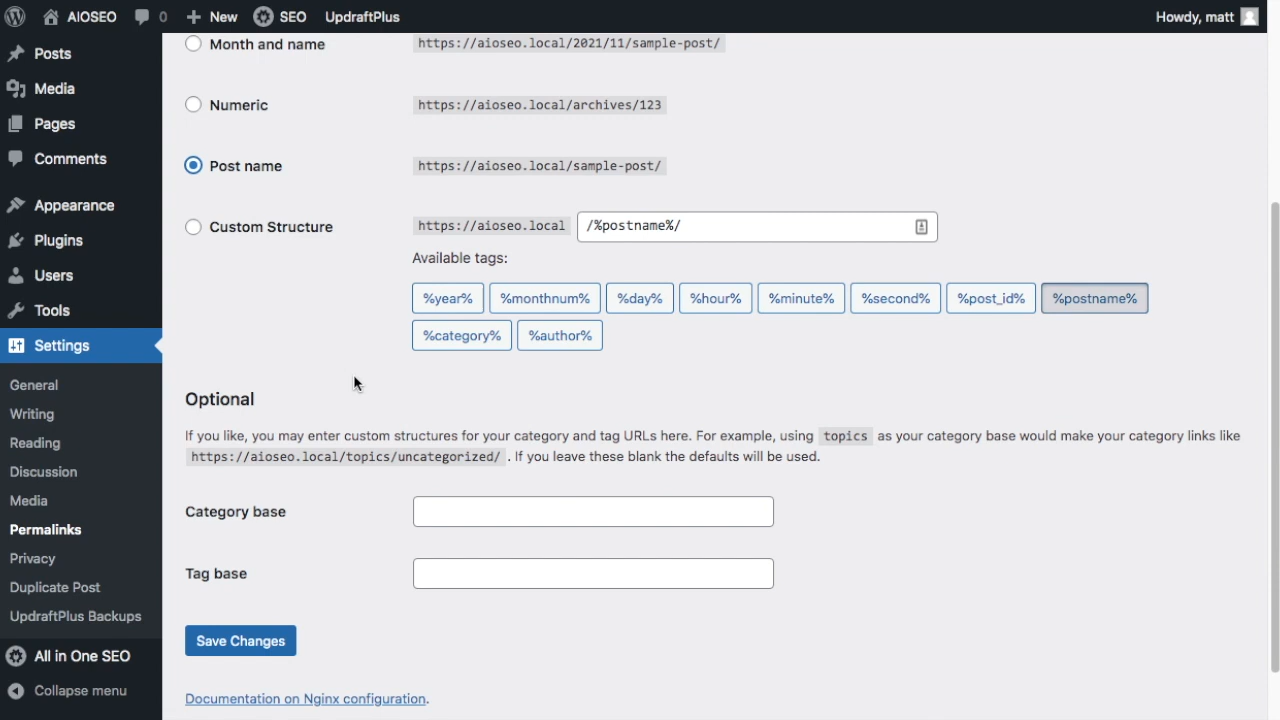 AIOSEO 0 New SEO UpdraftPlus Howdy, matt
Posts
Media
Pages
Comments
Appearance
Plugins
Users
Tools
Settings
General
Writing
Reading
Discussion
Media
Permalinks
Privacy
Duplicate Post
UpdraftPlus Backups
All in One SEO
Collapse menu
Month and name https://aioseo.local/2021/11/sample-post/
Numeric https://aioseo.local/archives/123
Post name https://aioseo.local/sample-post/
Custom Structure https://aioseo.local /%postname%/
Available tags:
%year% %monthnum% %day% %hour% %minute% %second% %post_id% %postname%
%category% %author%
Optional
If you like, you may enter custom structures for your category and tag URLs here. For example, using topics as your category base would make your category links like
https://aioseo.local/topics/uncategorized/ . If you leave these blank the defaults will be used.
Category base
Tag base
Save Changes
Documentation on Nginx configuration.